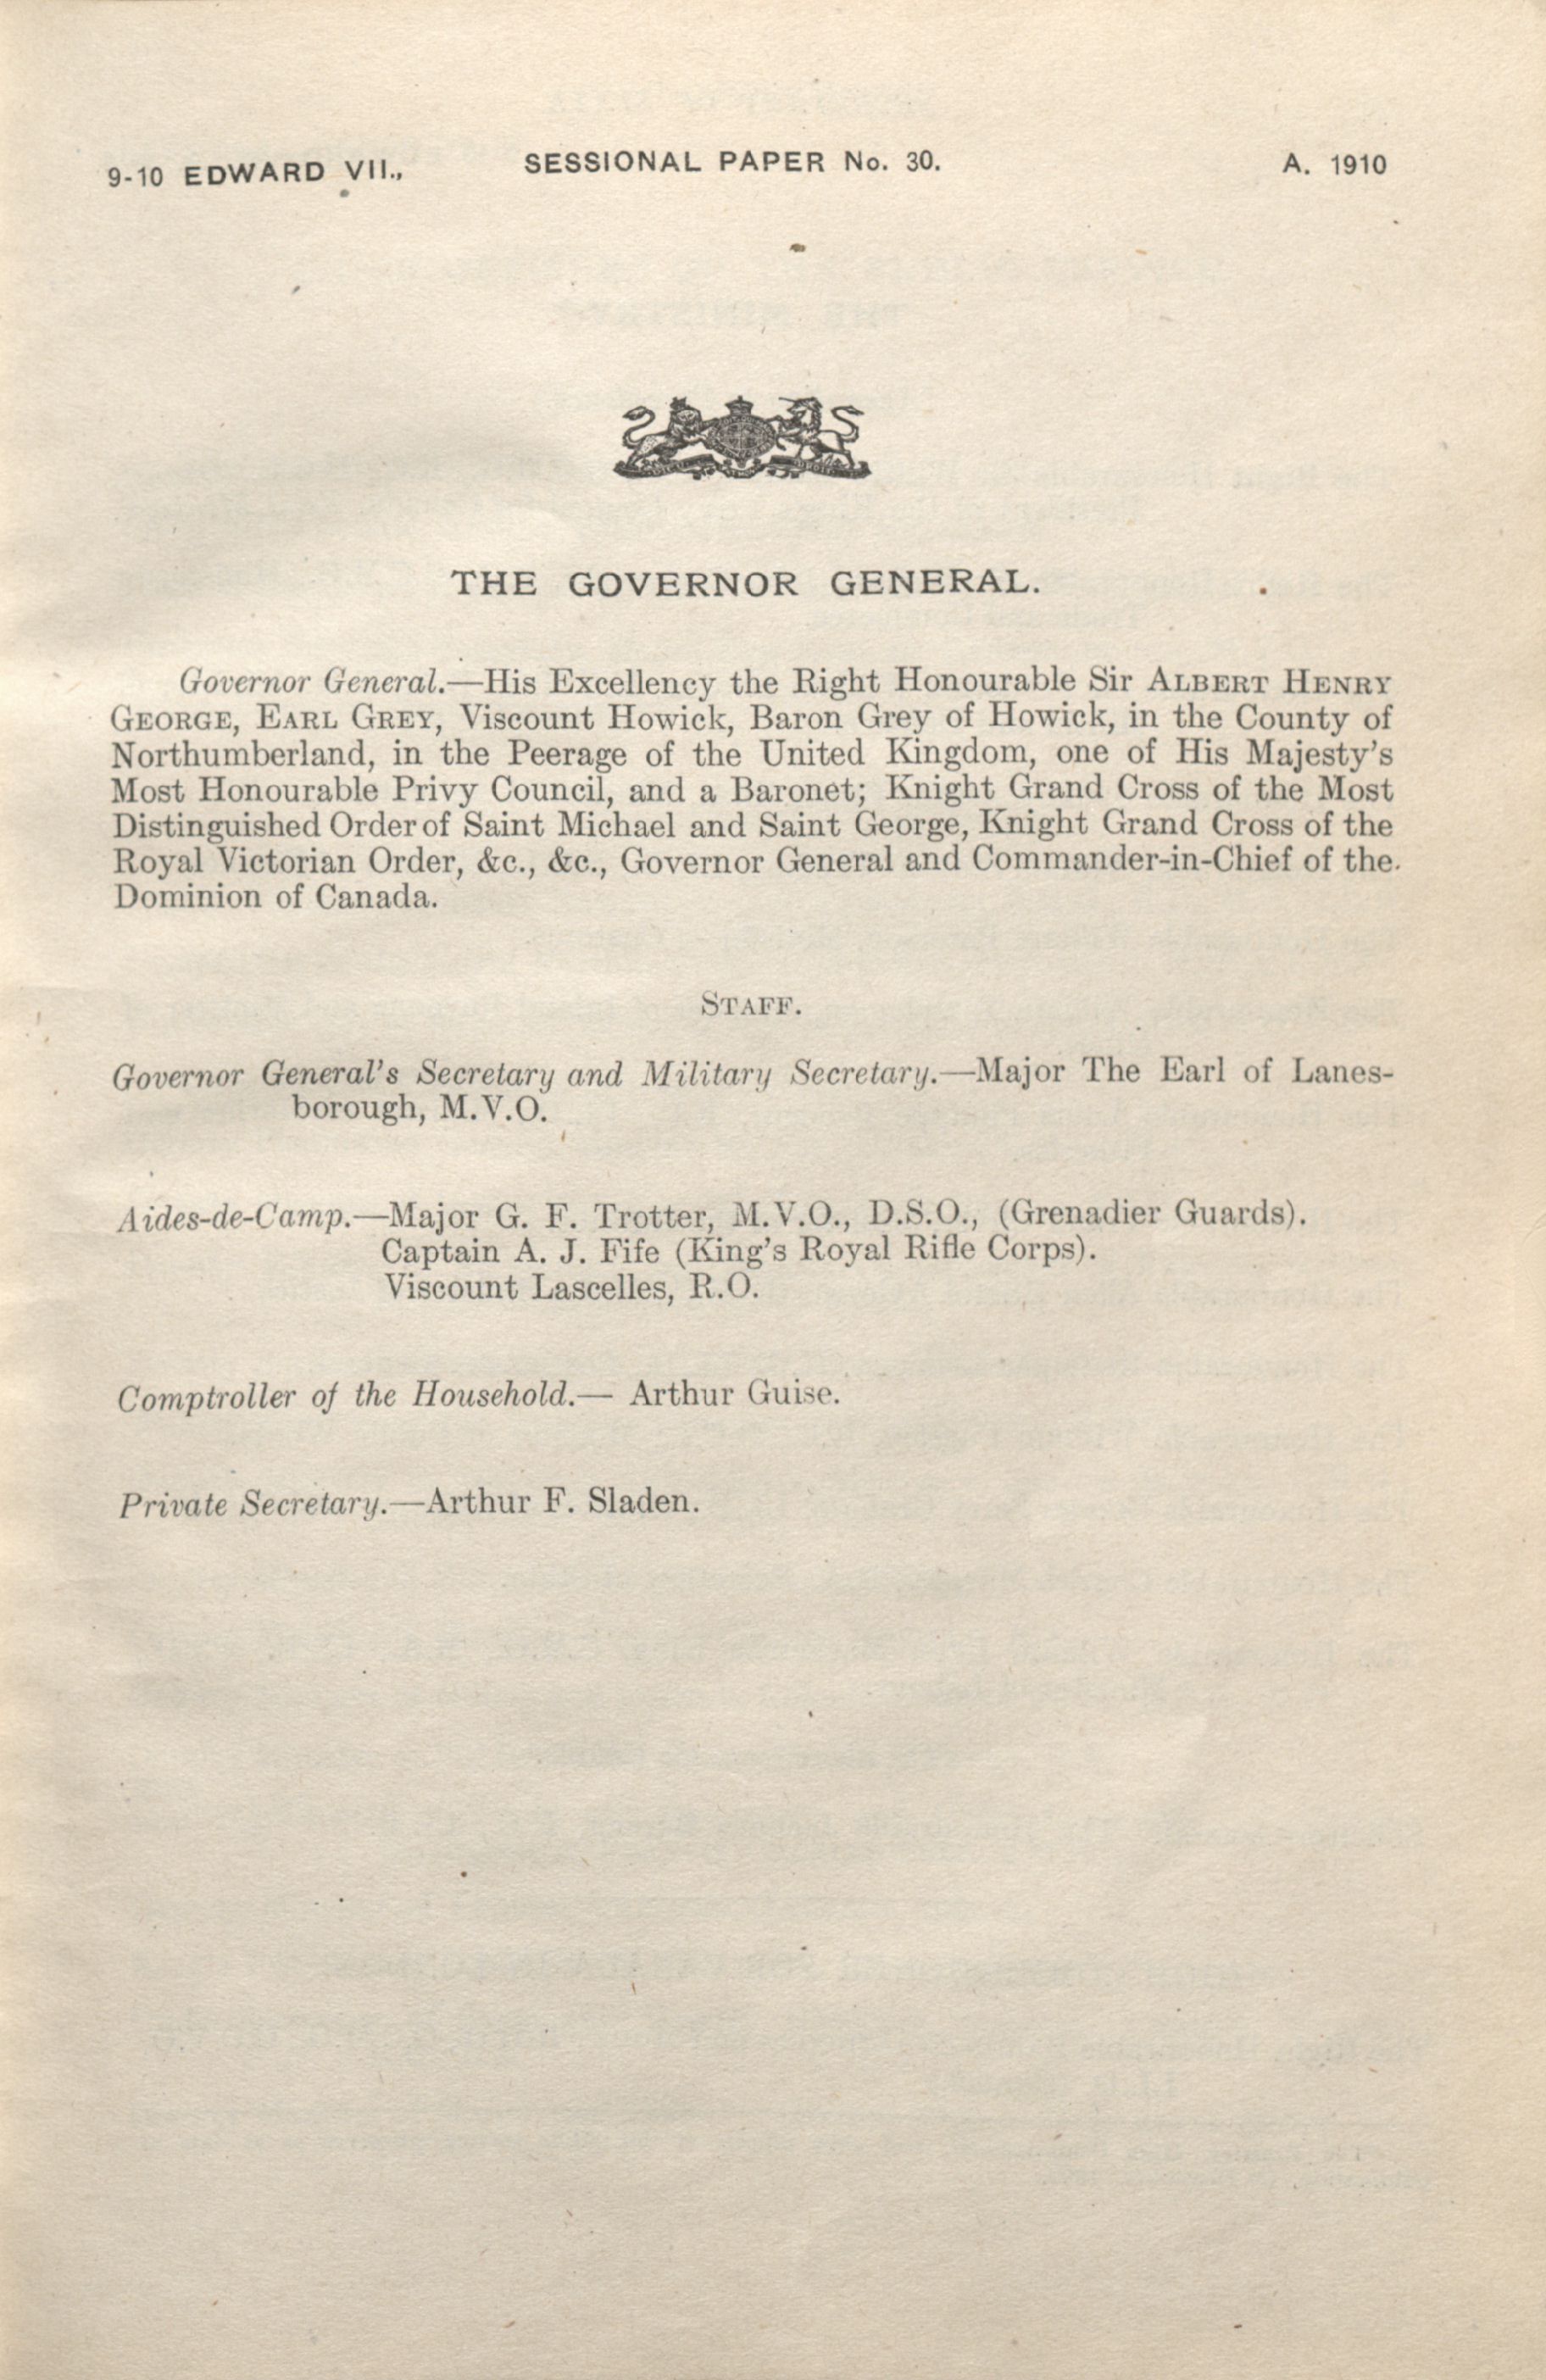 9-10 EDWARD VII., SESSIONAL PAPER No. 30. A. 1910
THE GOVERNOR GENERAL.
Governor General.—His Excellency the Right Honourable Sir ALBERT HENRY
GEORGE, EARL GREY, Viscount Howick, Baron Grey of Howick, in the County of
Northumberland, in the Peerage of the United Kingdom, one of His Majesty's
Most Honourable Privy Council, and a Baronet; Knight Grand Cross of the Most
Distinguished Order of Saint Michael and Saint George, Knight Grand Cross of the
Royal Victorian Order, &c., &c., Governor General and Commander-in-Chief of the.
Dominion of Canada.
STAFF.
Governor General's Secretary and Military Secretary.—Major The Earl of Lanes-
borough, M.V.O.
Aides-de-Camp.—Major G. F. Trotter, M.V.O., D.S.O., (Grenadier Guards).
Captain A. J. Fife (King's Royal Rifle Corps).
Viscount Lascelles, R.O.
Comptroller of the Household.— Arthur Guise.
Private Secretary.—Arthur F. Sladen.